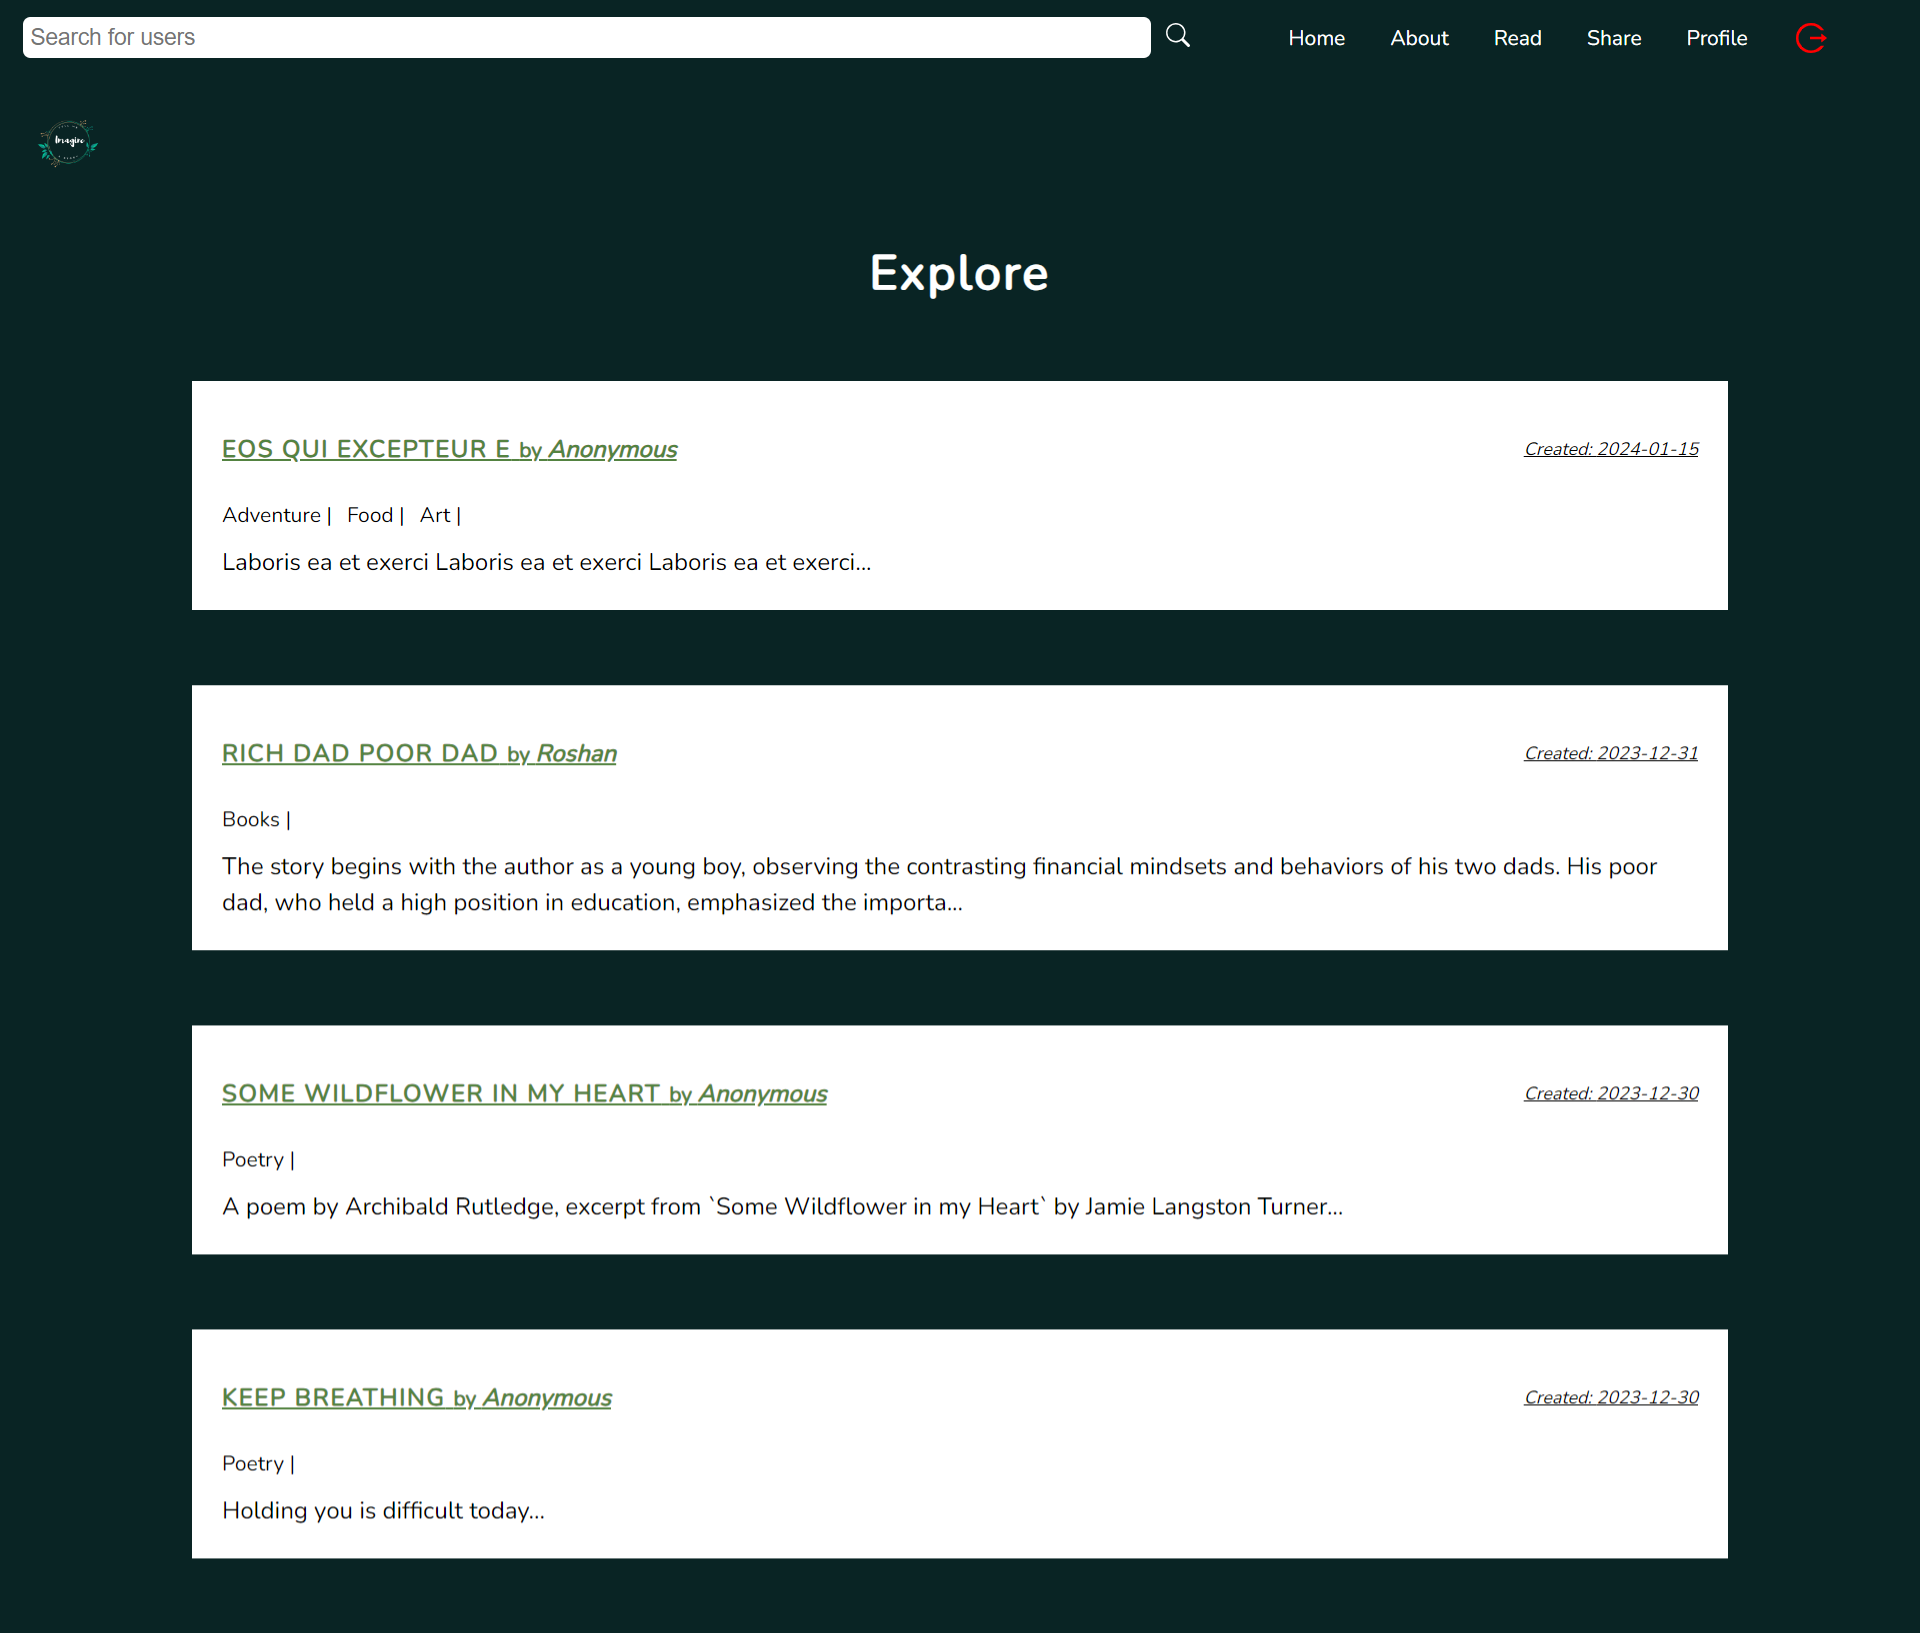 Search for users
Home About Read Share Profile
Imagine
Explore
EOS QUI EXCEPTEUR E by Anonymous
Created: 2024-01-15
Adventure | Food | Art |
Laboris ea et exerci Laboris ea et exerci Laboris ea et exerci...
RICH DAD POOR DAD by Roshan
Created: 2023-12-31
Books |
The story begins with the author as a young boy, observing the contrasting financial mindsets and behaviors of his two dads. His poor
dad, who held a high position in education, emphasized the importa...
SOME WILDFLOWER IN MY HEART by Anonymous
Created: 2023-12-30
Poetry |
A poem by Archibald Rutledge, excerpt from `Some Wildflower in my Heart` by Jamie Langston Turner...
KEEP BREATHING by Anonymous
Created: 2023-12-30
Poetry |
Holding you is difficult today...